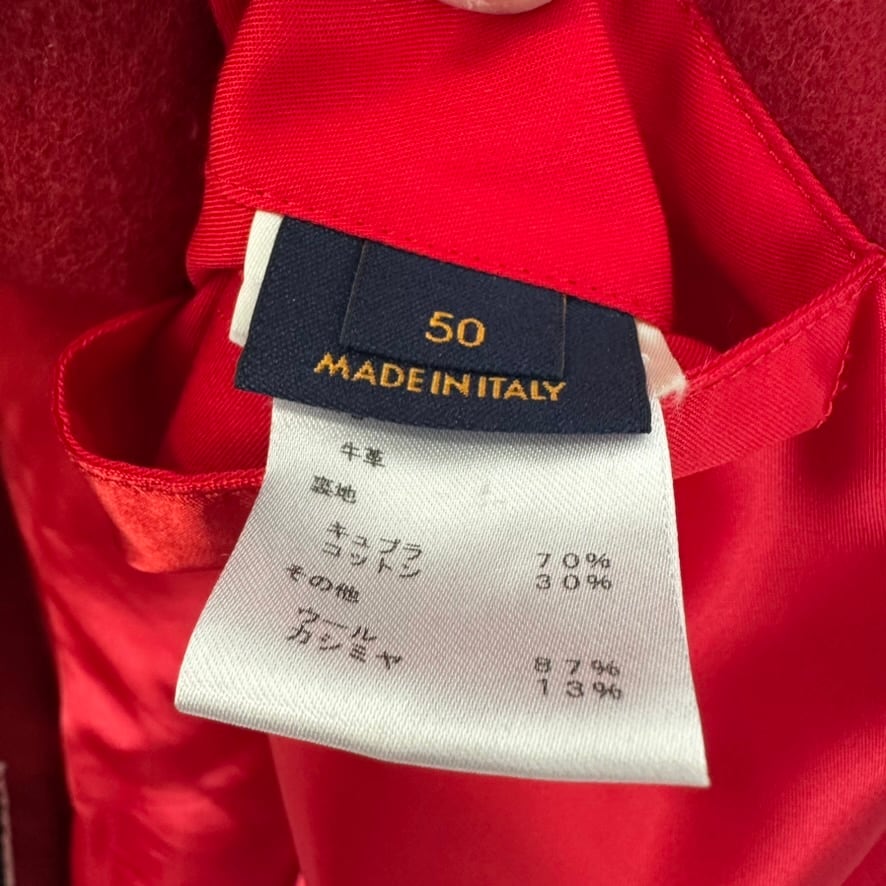 50
MADE IN ITALY
牛革
裏地
キュプラ 70%
コットン 30%
その他
ウール 87%
カシミヤ 13%